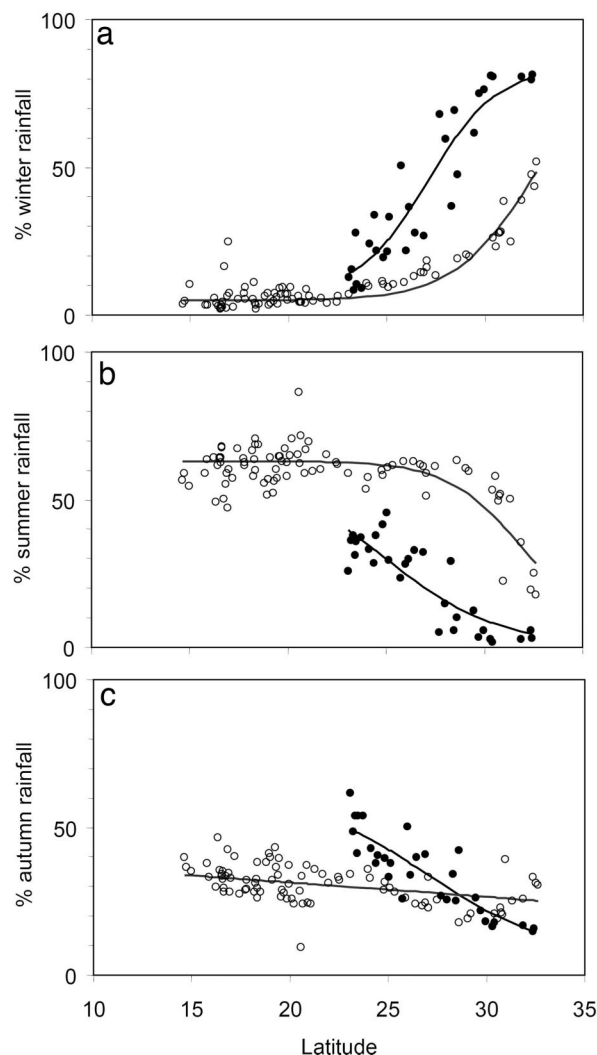 100
a
% winter rainfall
50
0
100
b
% summer rainfall
50
0
100
c
% autumn rainfall
50
0
10 15 20 25 30 35
Latitude